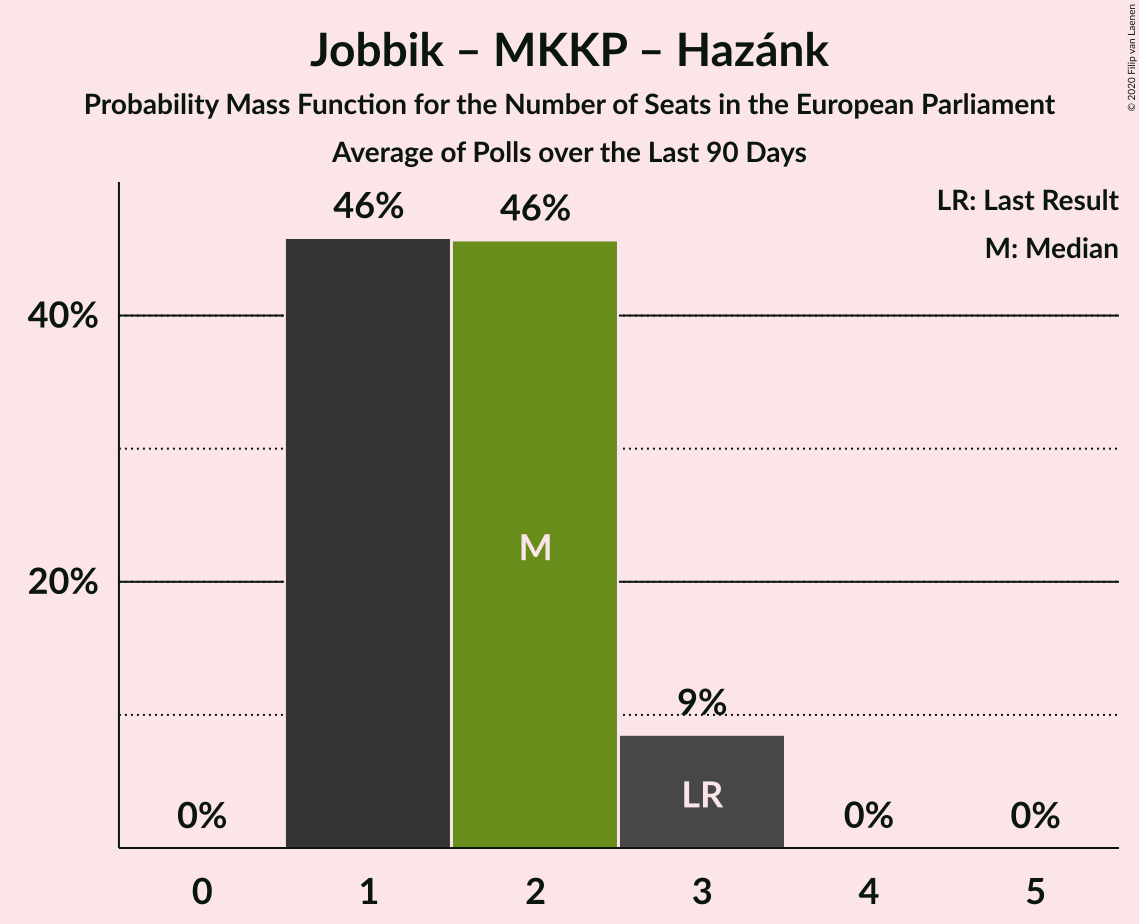 © 2020 Filip van Laenen
Jobbik – MKKP – Hazánk
Probability Mass Function for the Number of Seats in the European Parliament
Average of Polls over the Last 90 Days
LR: Last Result
M: Median
46%
46%
40%
M
20%
9%
LR
0%
0%
0%
0 1 2 3 4 5